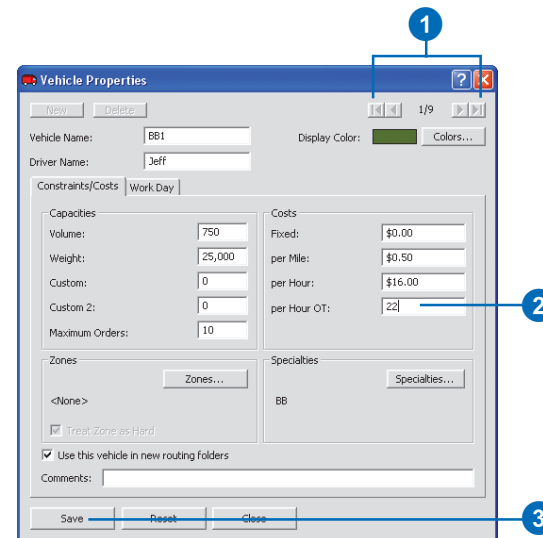 1
Vehicle Properties
New Delete 1/9
Vehicle Name: BB1 Display Color: Colors...
Driver Name: Jeff
Constraints/Costs Work Day
Capacities Costs
Volume: 750 Fixed: $0.00
Weight: 25,000 per Mile: $0.50
Custom: 0 per Hour: $16.00
Custom 2: 0 per Hour OT: 22 2
Maximum Orders: 10
Zones Specialties
Zones... Specialties...
<None> BB
Treat Zone as Hard
Use this vehicle in new routing folders
Comments:
Save Reset Close 3